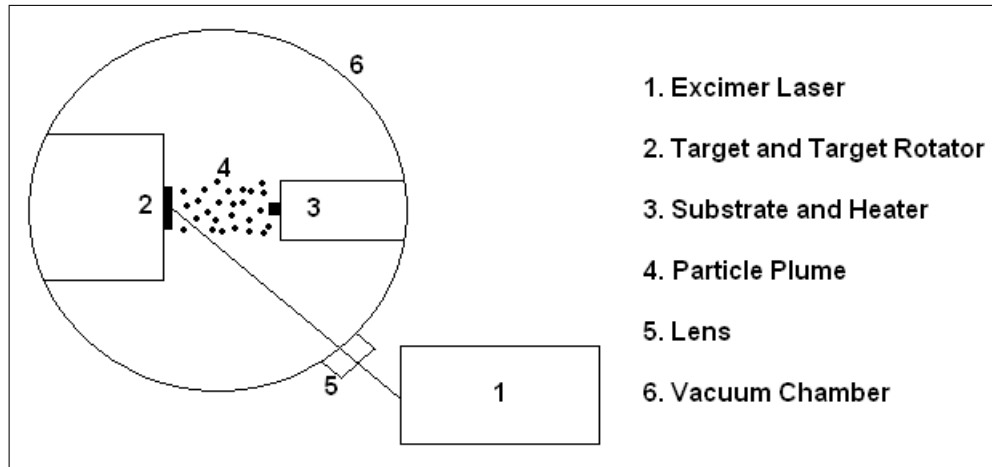 6
4
2
3
5
1
1. Excimer Laser
2. Target and Target Rotator
3. Substrate and Heater
4. Particle Plume
5. Lens
6. Vacuum Chamber